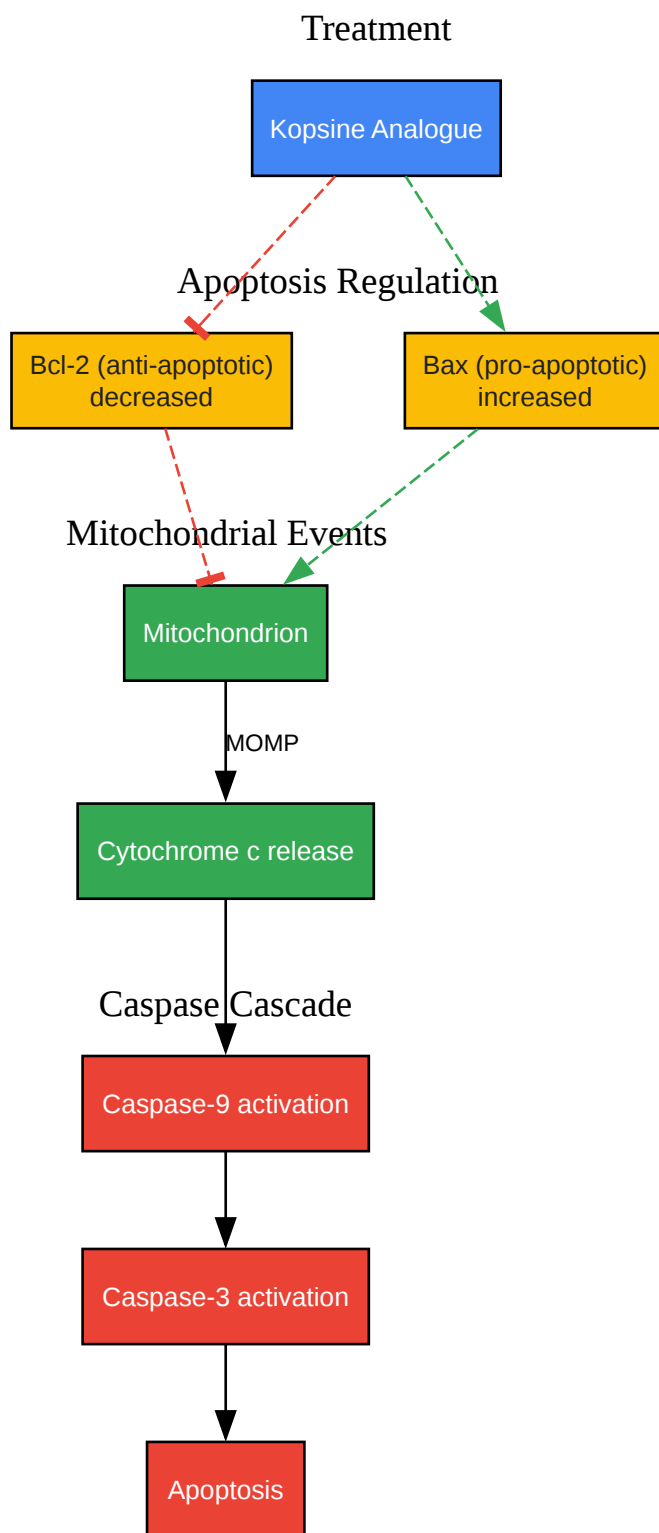 Treatment
Kopsine Analogue
Apoptosis Regulation
Bcl-2 (anti-apoptotic)
decreased
Bax (pro-apoptotic)
increased
Mitochondrial Events
Mitochondrion
MOMP
Cytochrome c release
Caspase Cascade
Caspase-9 activation
Caspase-3 activation
Apoptosis